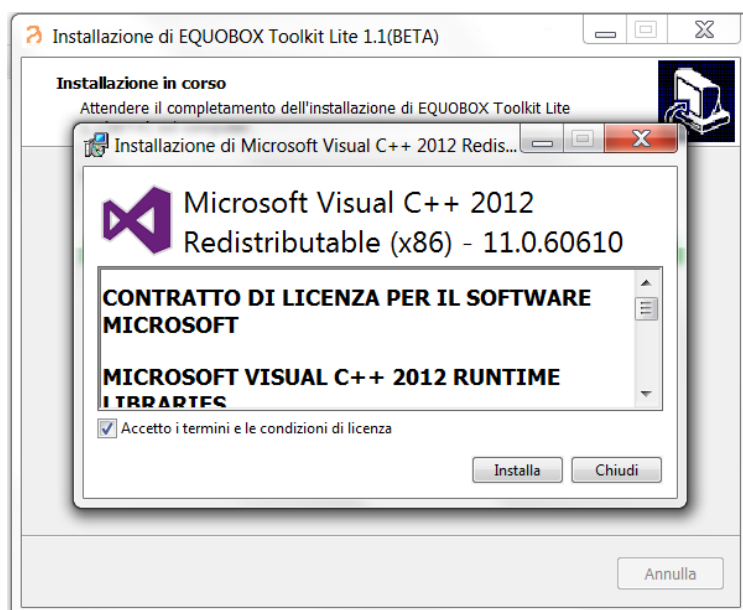 Installazione di EQUOBOX Toolkit Lite 1.1(BETA)
Installazione in corso
Attendere il completamento dell'installazione di EQUOBOX Toolkit Lite
Installazione di Microsoft Visual C++ 2012 Redis...
Microsoft Visual C++ 2012
Redistributable (x86) - 11.0.60610
CONTRATTO DI LICENZA PER IL SOFTWARE
MICROSOFT
MICROSOFT VISUAL C++ 2012 RUNTIME
LIBRARIES
Accetto i termini e le condizioni di licenza
Installa
Chiudi
Annulla